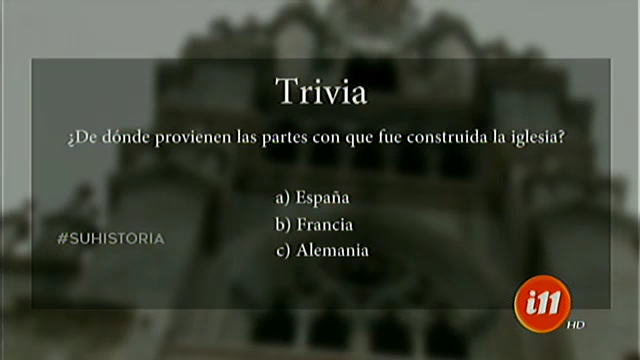 Trivia
¿De dónde provienen las partes con que fue construida la iglesia?
a) España
b) Francia
c) Alemania
#SUHISTORIA
i11
HD